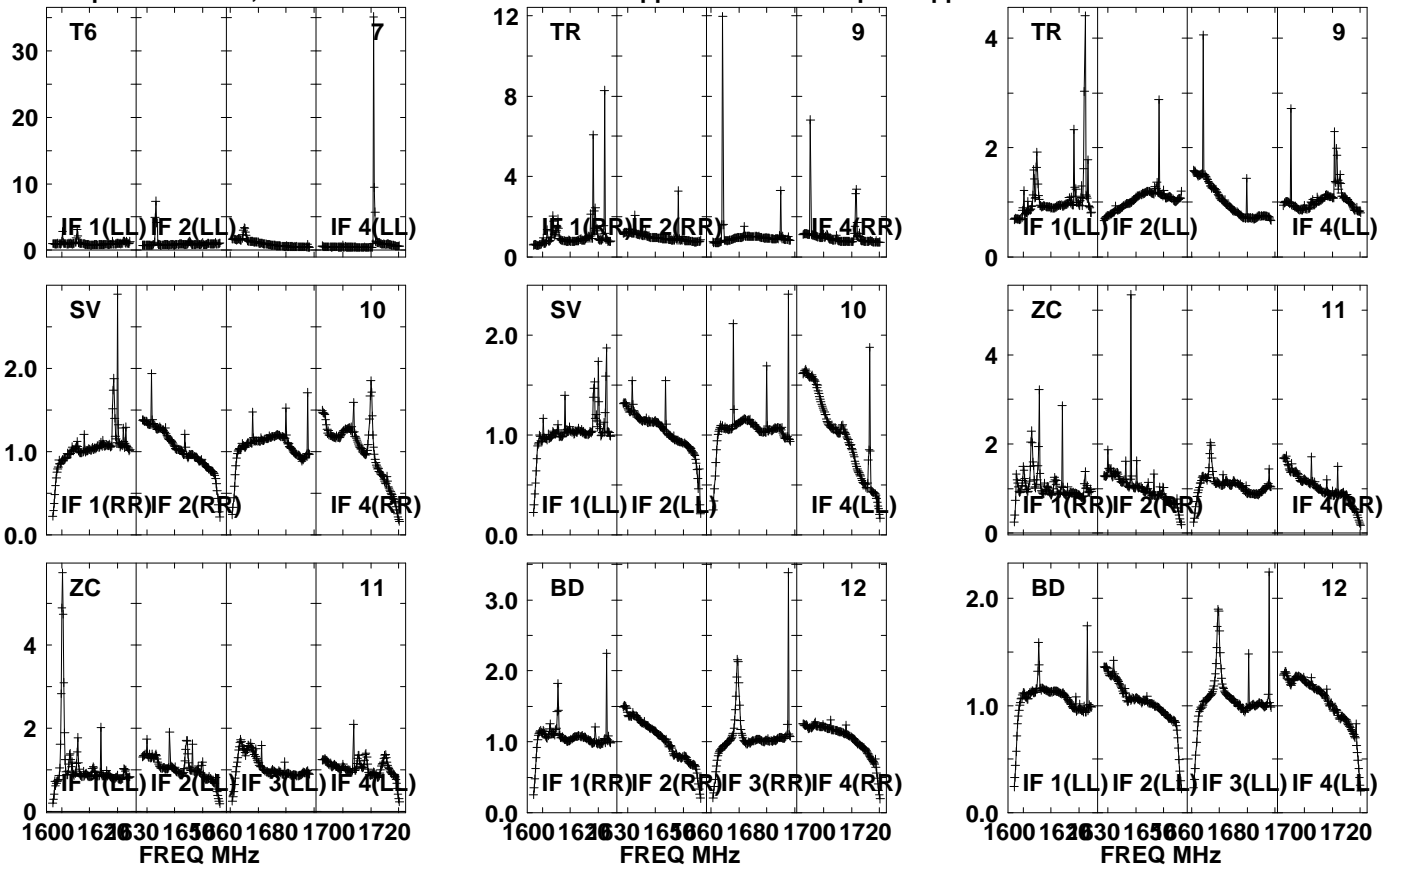 T6 7
30
20
10
0
IF 1(LL) IF 2(LL) IF 4(LL)
TR 9
12
8
4
0
IF 1(RR) IF 2(RR) IF 4(RR)
TR 9
4
2
0
IF 1(LL) IF 2(LL) IF 4(LL)
SV 10
2.0
1.0
0.0
IF 1(RR) IF 2(RR) IF 4(RR)
SV 10
2.0
1.0
0.0
IF 1(LL) IF 2(LL) IF 4(LL)
ZC 11
4
2
0
IF 1(RR) IF 2(RR) IF 4(RR)
ZC 11
4
2
0
IF 1(LL) IF 2(LL) IF 3(LL) IF 4(LL)
1600 1630 1680 1700 1720
FREQ MHz
BD 12
3.0
2.0
1.0
0.0
IF 1(RR) IF 2(RR) IF 3(RR) IF 4(RR)
1600 1630 1680 1700 1720
FREQ MHz
BD 12
2.0
1.0
0.0
IF 1(LL) IF 2(LL) IF 3(LL) IF 4(LL)
1600 1630 1680 1700 1720
FREQ MHz